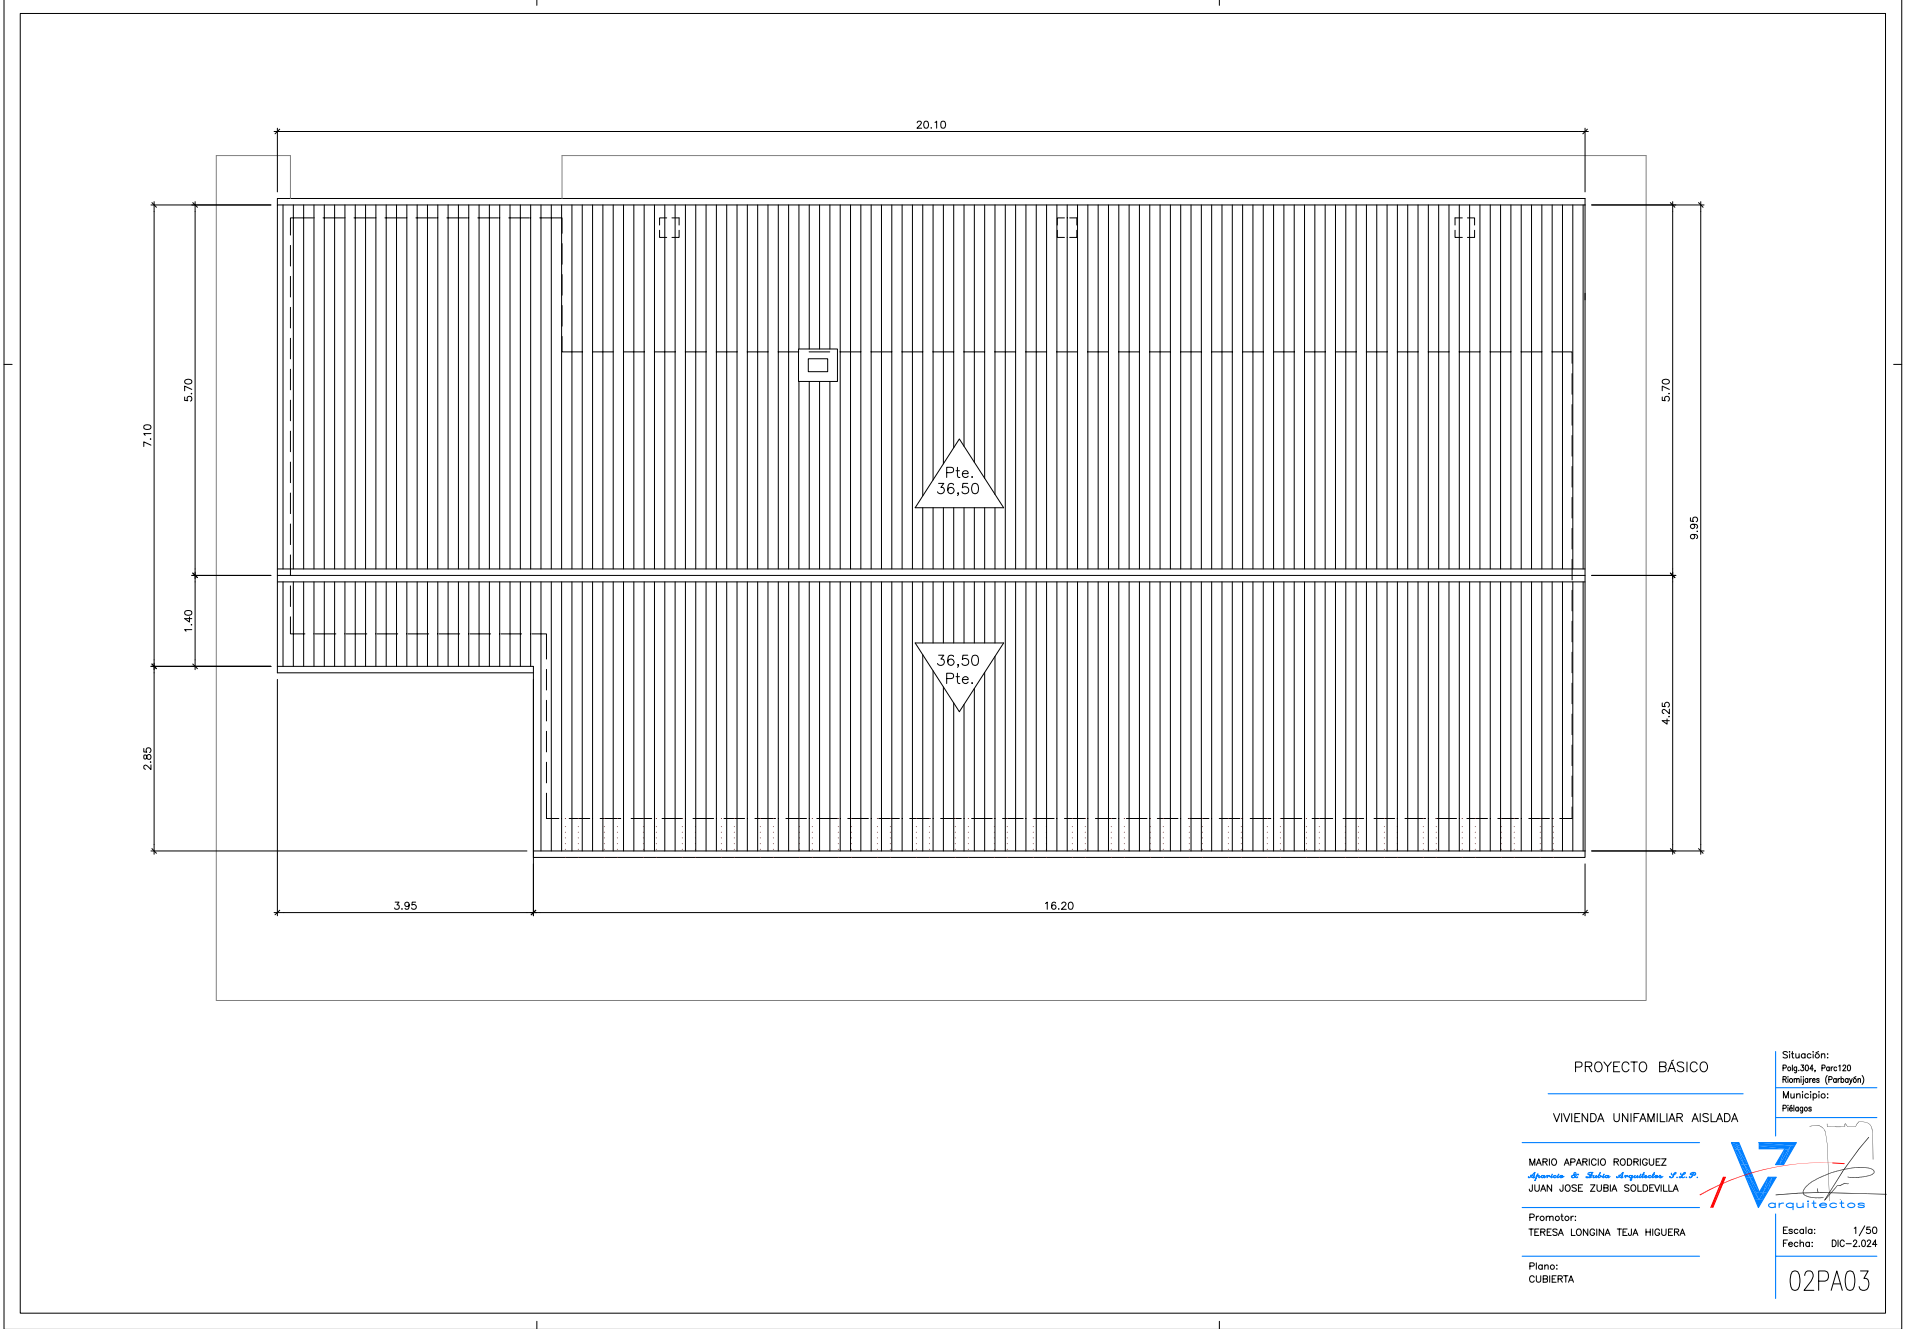 20.10
5.70
7.10
1.40
2.85
5.70
9.95
4.25
Pte.
36,50
36,50
Pte.
3.95
16.20
PROYECTO BÁSICO
VIVIENDA UNIFAMILIAR AISLADA
MARIO APARICIO RODRIGUEZ
Aparicio & Zubia Arquitectos S.L.P.
JUAN JOSE ZUBIA SOLDEVILLA
Promotor:
TERESA LONGINA TEJA HIGUERA
Plano:
CUBIERTA
Situación:
Polg.304, Parc120
Riomijares (Parbayón)
Municipio:
Piélagos
arquitectos
Escala: 1/50
Fecha: DIC-2.024
02PA03